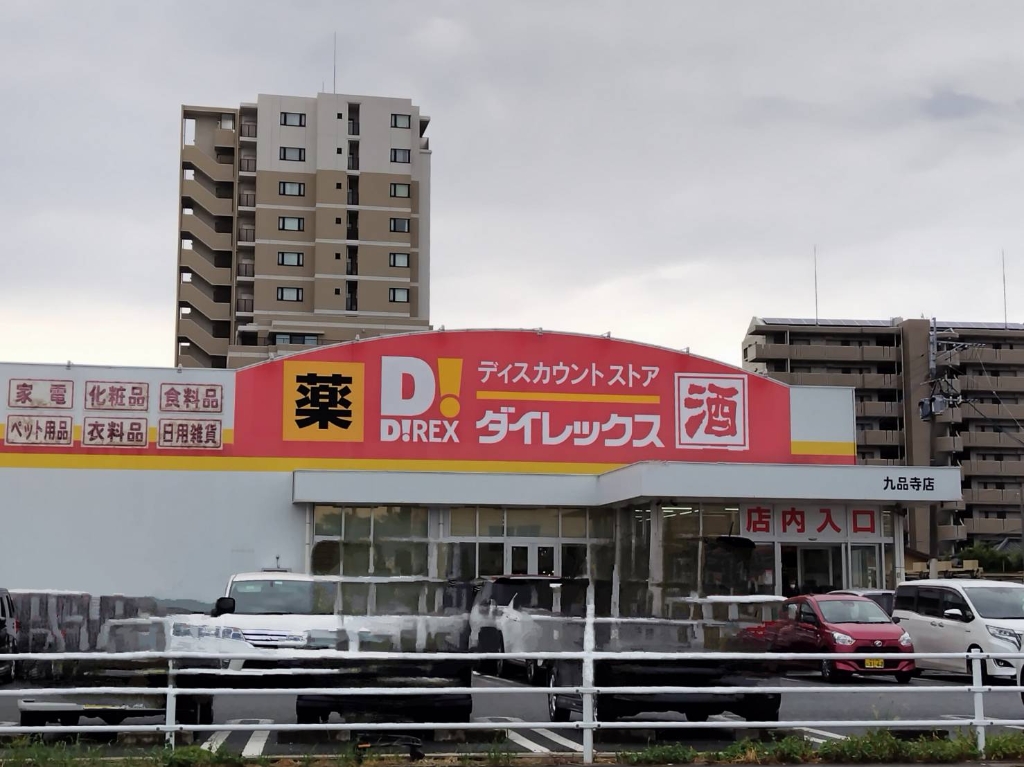 家電 化粧品 食料品
ペット用品 衣料品 日用雑貨
薬
D!
D!REX
ディスカウントストア
ダイレックス
酒
九品寺店
店内入口